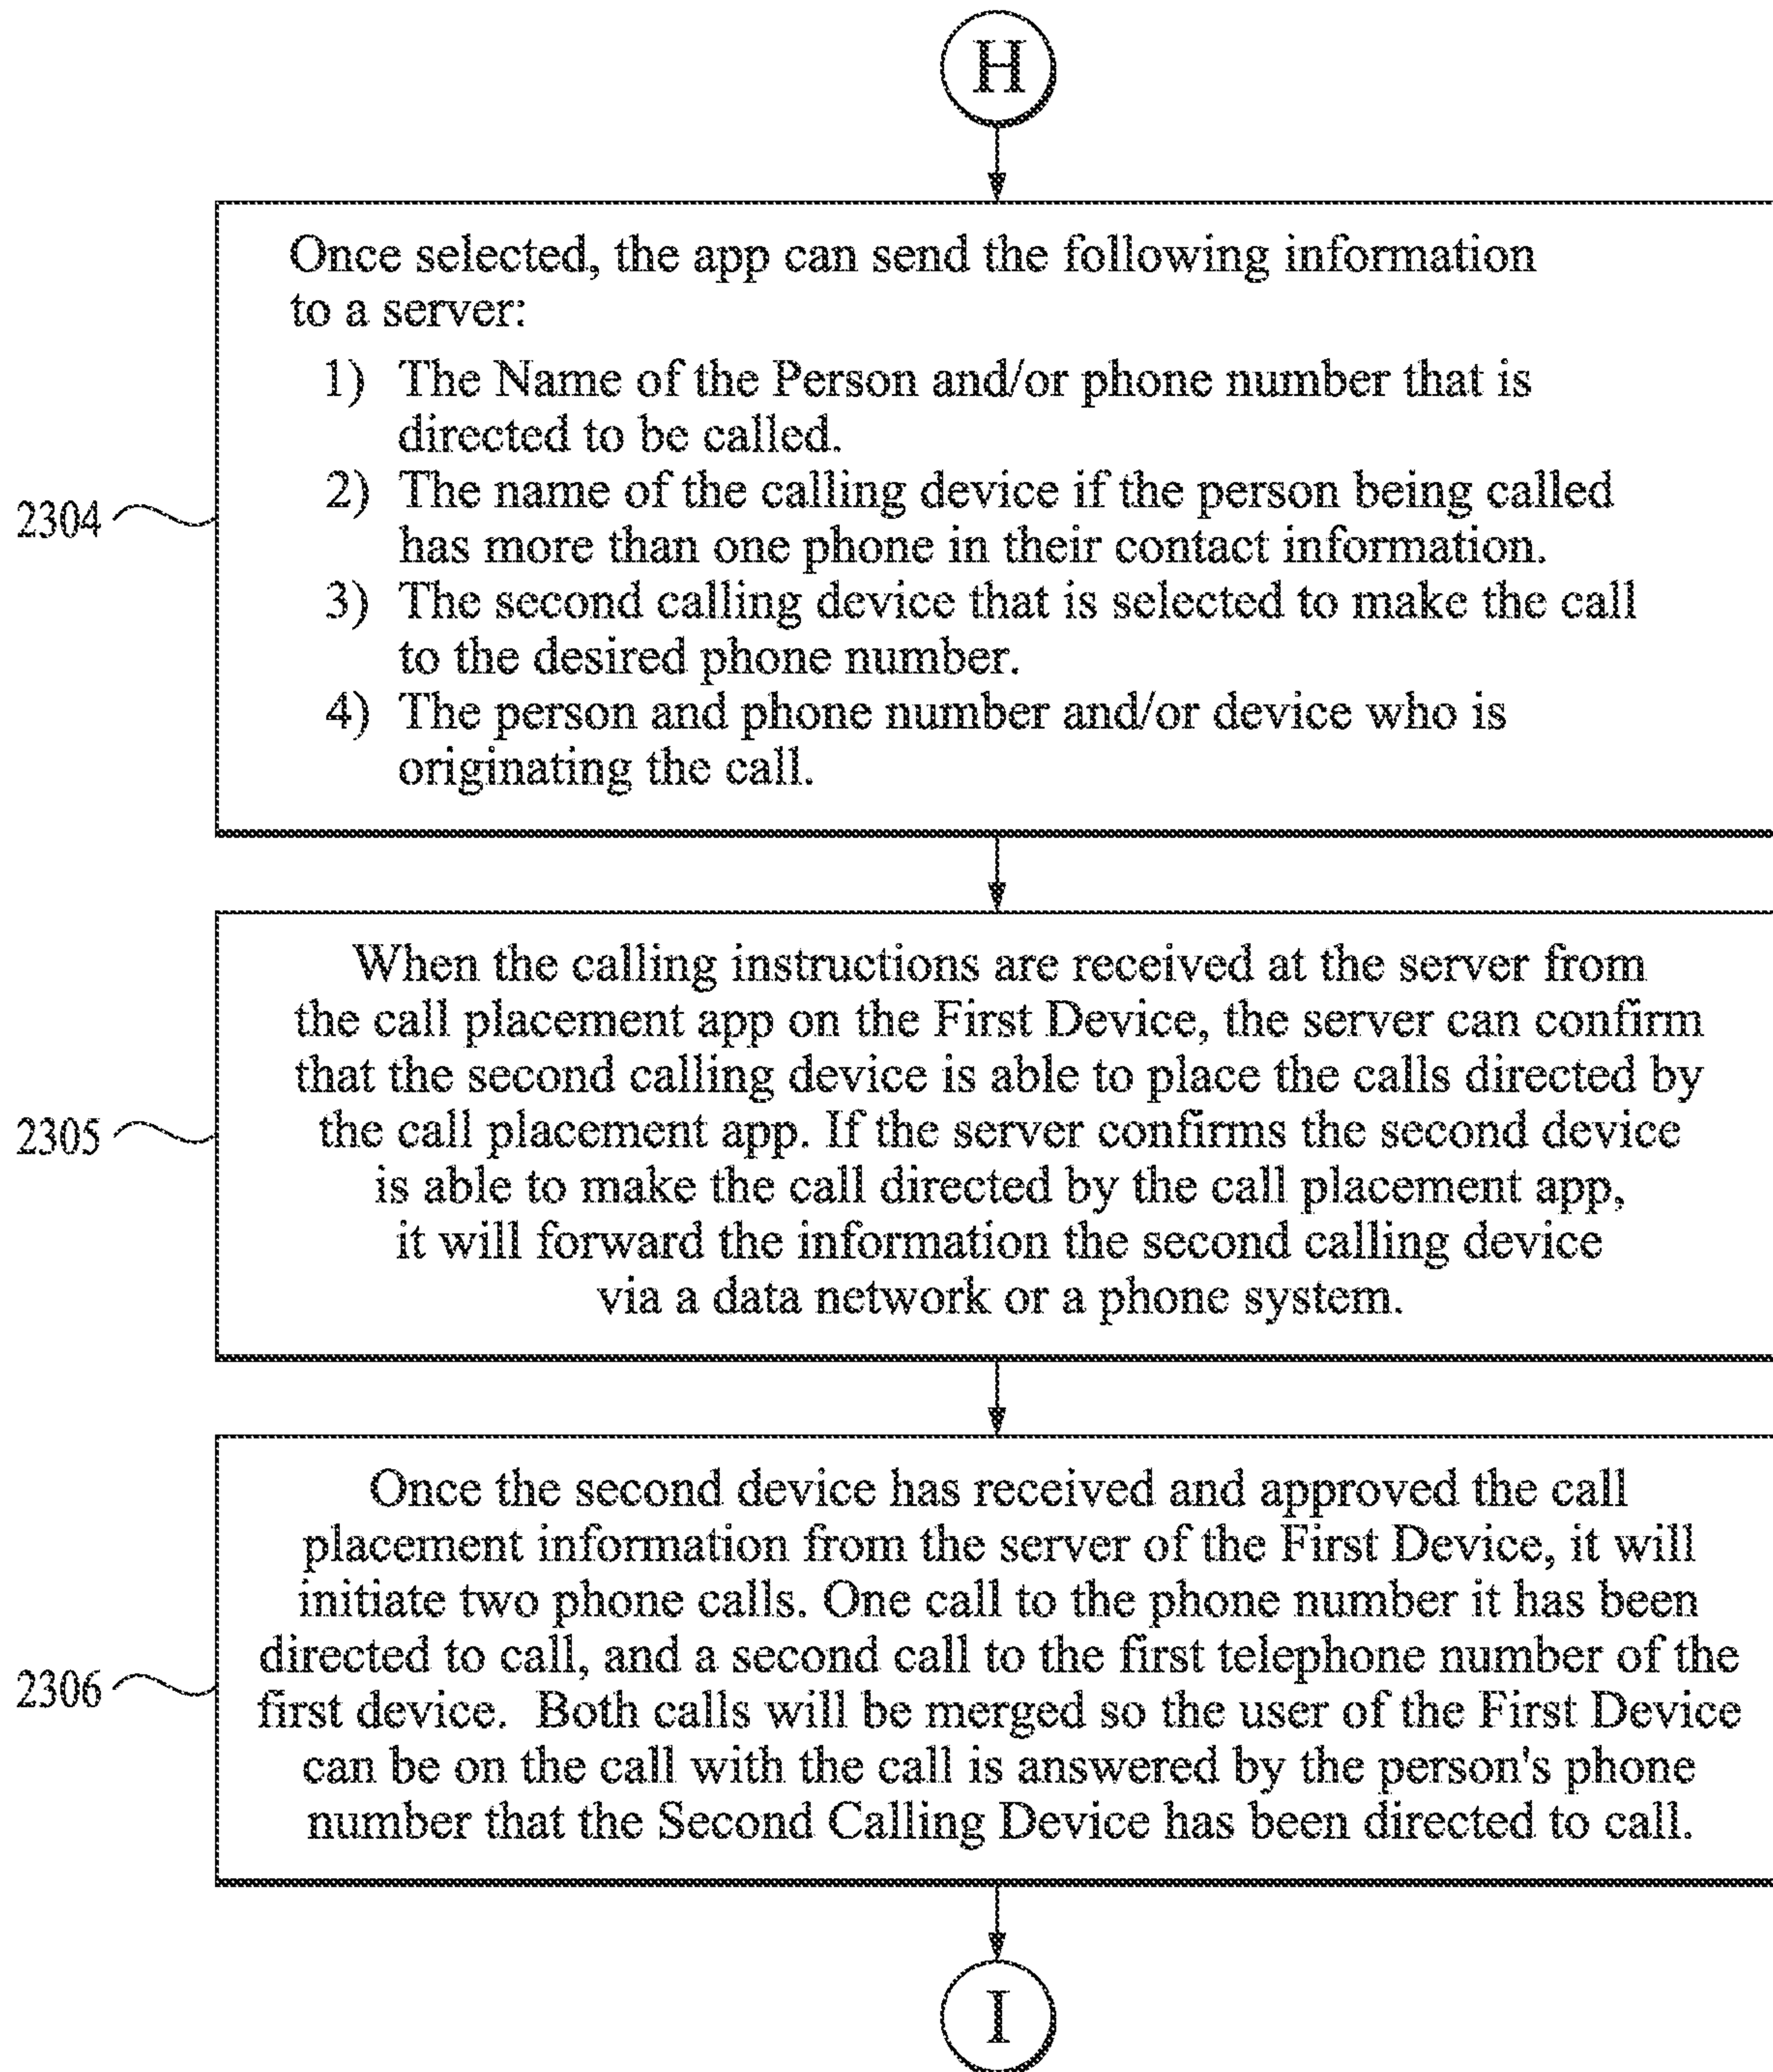 H
Once selected, the app can send the following information
to a server:
1) The Name of the Person and/or phone number that is
directed to be called.
2) The name of the calling device if the person being called
has more than one phone in their contact information.
3) The second calling device that is selected to make the call
to the desired phone number.
4) The person and phone number and/or device who is
originating the call.
2304
When the calling instructions are received at the server from
the call placement app on the First Device, the server can confirm
that the second calling device is able to place the calls directed by
the call placement app. If the server confirms the second device
is able to make the call directed by the call placement app,
it will forward the information the second calling device
via a data network or a phone system.
2305
Once the second device has received and approved the call
placement information from the server of the First Device, it will
initiate two phone calls. One call to the phone number it has been
directed to call, and a second call to the first telephone number of the
first device. Both calls will be merged so the user of the First Device
can be on the call with the call is answered by the person's phone
number that the Second Calling Device has been directed to call.
2306
I